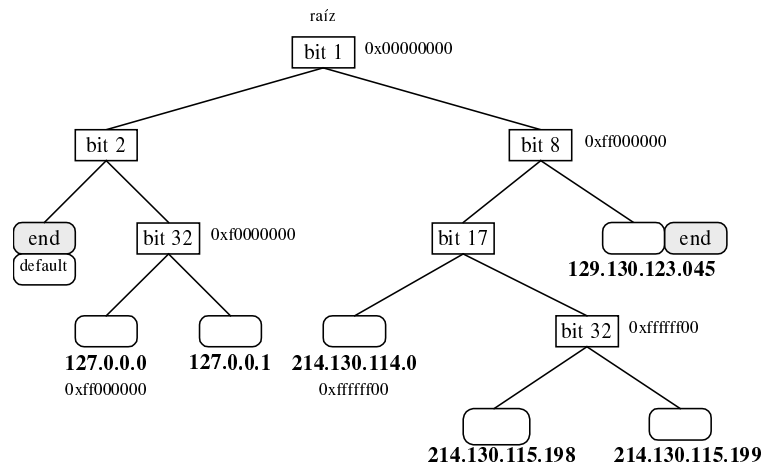 raíz
bit 1 0x00000000
bit 2 bit 8 0xff000000
end bit 32 0xf0000000 bit 17 end
default
129.130.123.045
bit 32 0xffffff00
127.0.0.0 127.0.0.1 214.130.114.0
0xff000000 0xffffff00
214.130.115.198 214.130.115.199